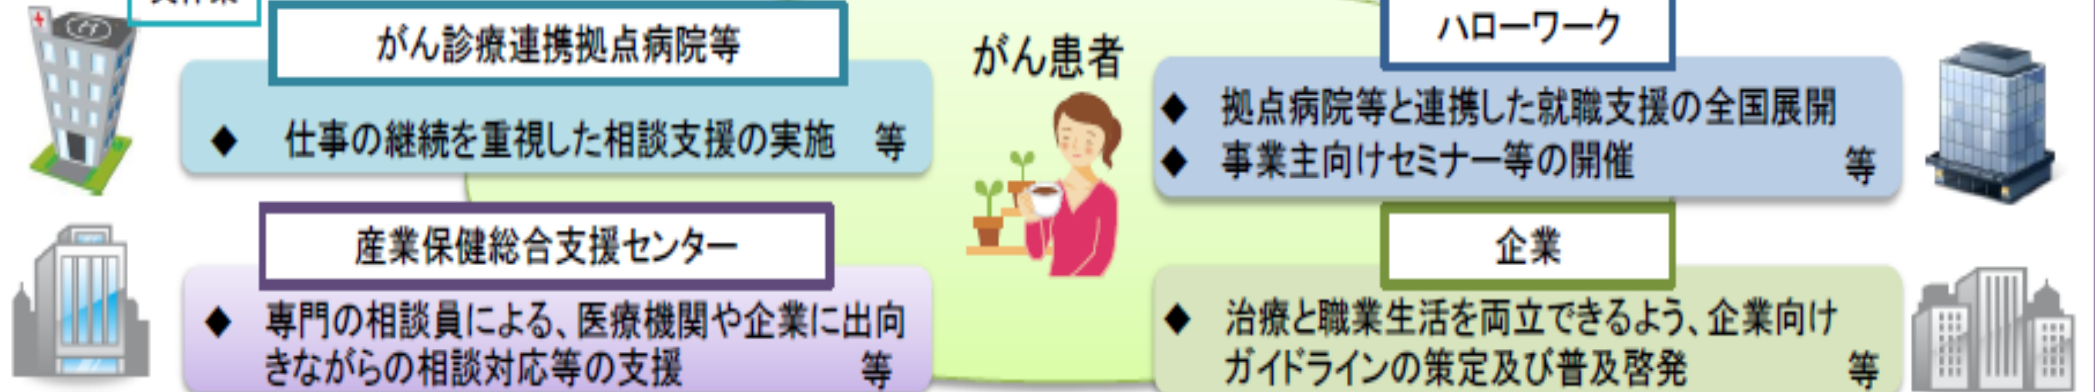 がん診療連携拠点病院等
◆ 仕事の継続を重視した相談支援の実施 等
がん患者
ハローワーク
◆ 拠点病院等と連携した就職支援の全国展開
◆ 事業主向けセミナー等の開催 等
産業保健総合支援センター
◆ 専門の相談員による、医療機関や企業に出向
きながらの相談対応等の支援 等
企業
◆ 治療と職業生活を両立できるよう、企業向け
ガイドラインの策定及び普及啓発 等